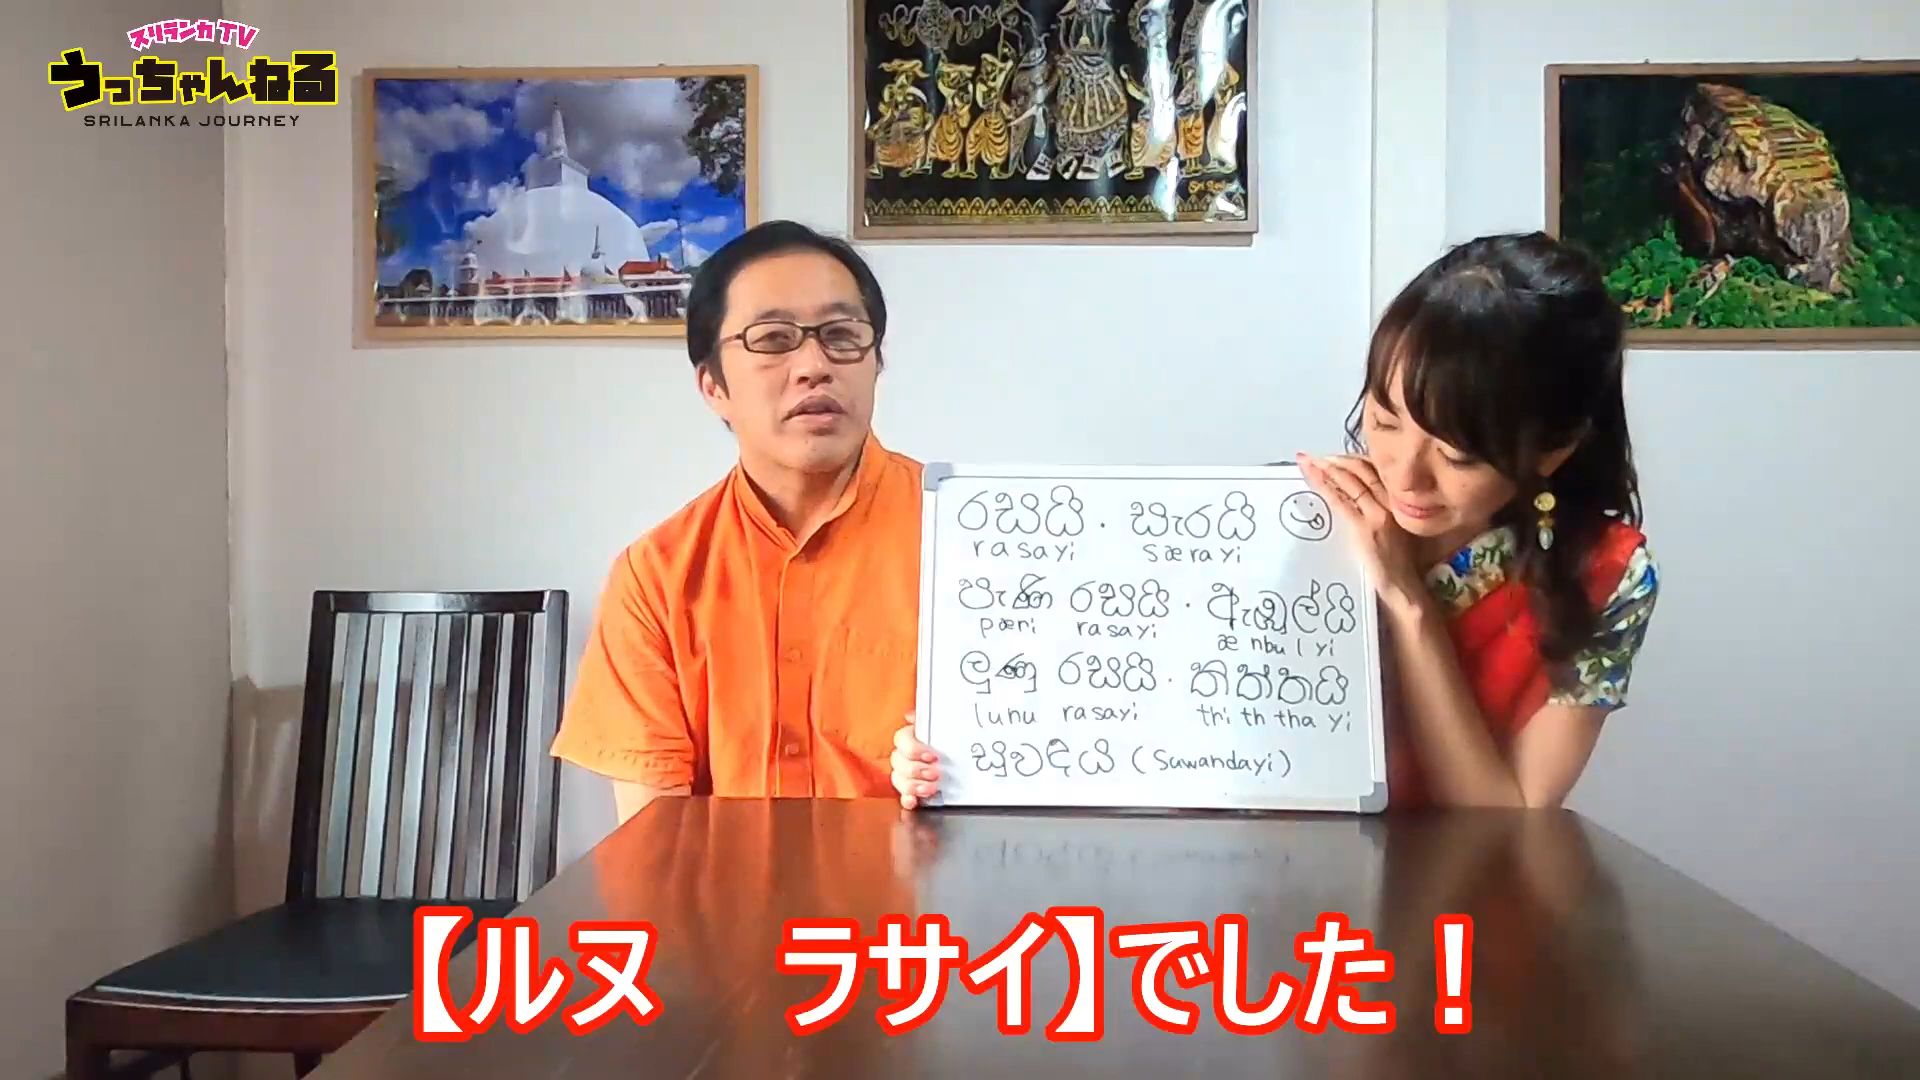 スリランカTV
うっちゃんねる
SRILANKA JOURNEY
රසයි . සැරයි
rasayi særayi
පැණි රසයි . ඇඹුල්යි
pæni rasayi æ nbu l yi
ලුණු රසයි . තිත්තයි
lunu rasayi thi th tha yi
සුවඳයි (Suwandayi)
【ルヌ ラサイ】でした！